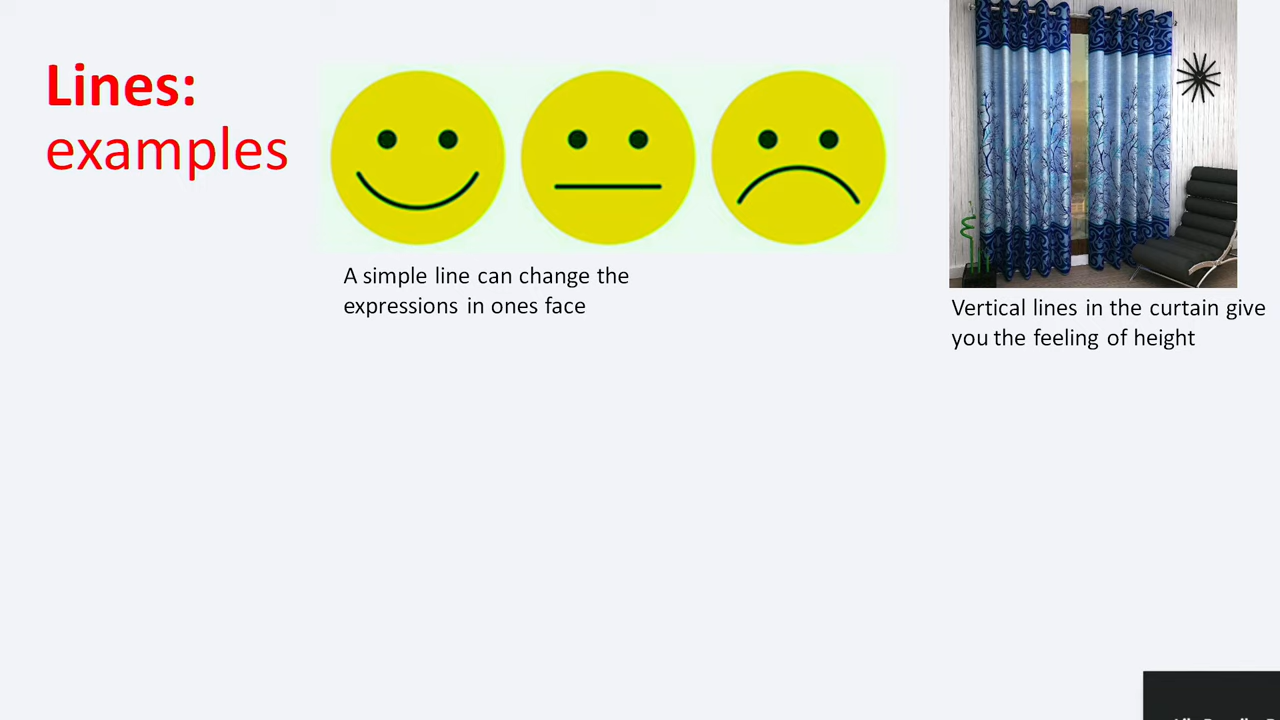 Lines:
examples
A simple line can change the
expressions in ones face
Vertical lines in the curtain give
you the feeling of height